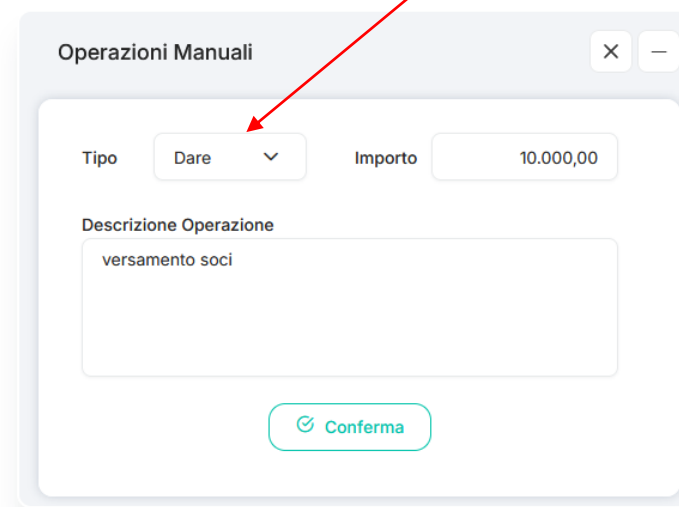 Operazioni Manuali
Tipo Dare Importo 10.000,00
Descrizione Operazione
versamento soci
Conferma